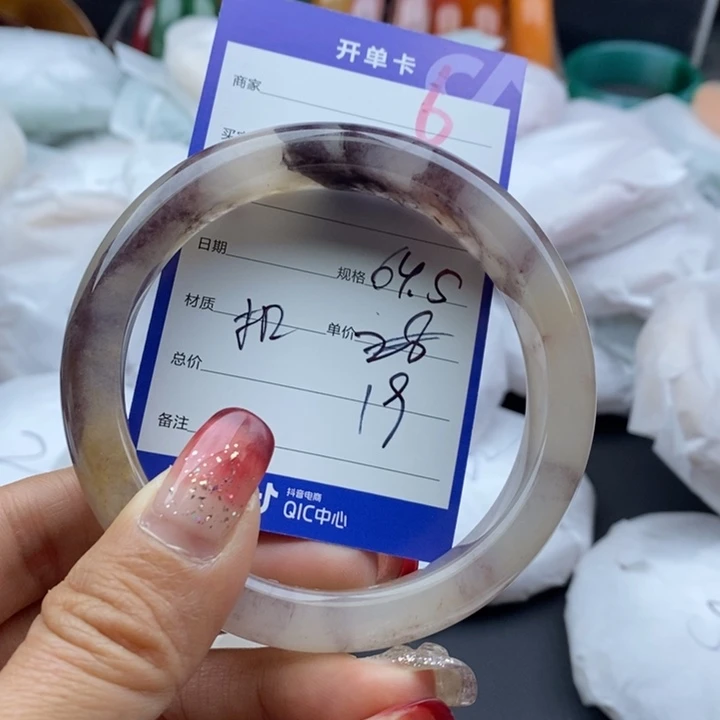 开单卡
商家 6
买
日期
规格 64.5
材质 单价 28
19
总价
备注
抖音电商
QIC中心